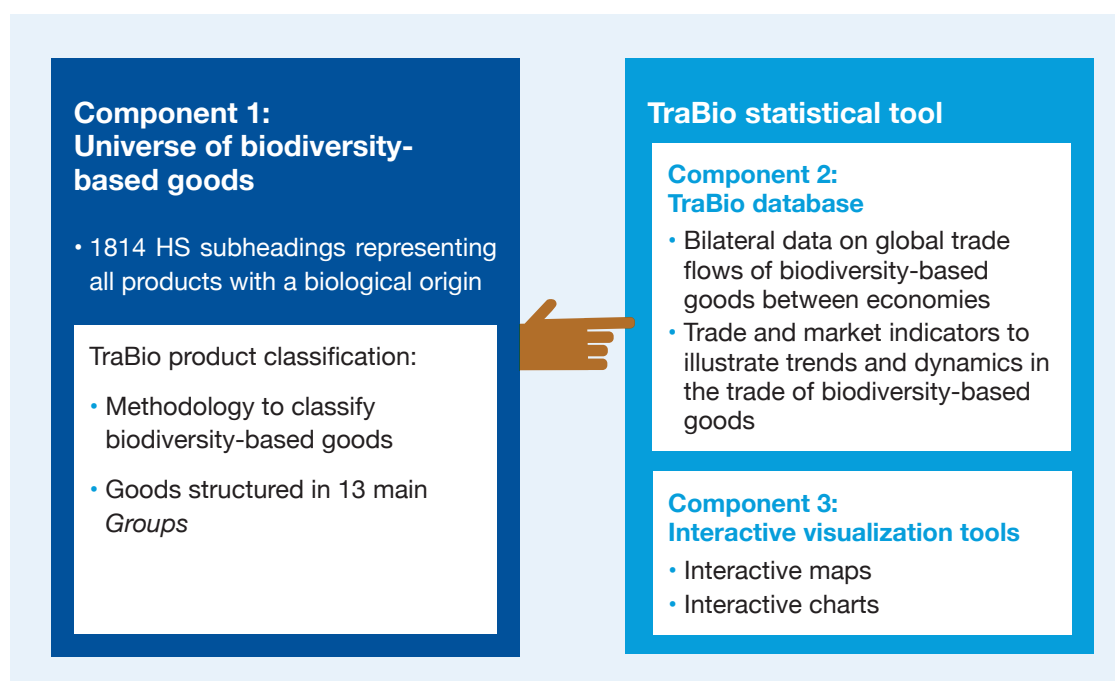 Component 1:
Universe of biodiversity-
based goods
• 1814 HS subheadings representing
all products with a biological origin
TraBio product classification:
• Methodology to classify
biodiversity-based goods
• Goods structured in 13 main
Groups
TraBio statistical tool
Component 2:
TraBio database
• Bilateral data on global trade
flows of biodiversity-based
goods between economies
• Trade and market indicators to
illustrate trends and dynamics in
the trade of biodiversity-based
goods
Component 3:
Interactive visualization tools
• Interactive maps
• Interactive charts